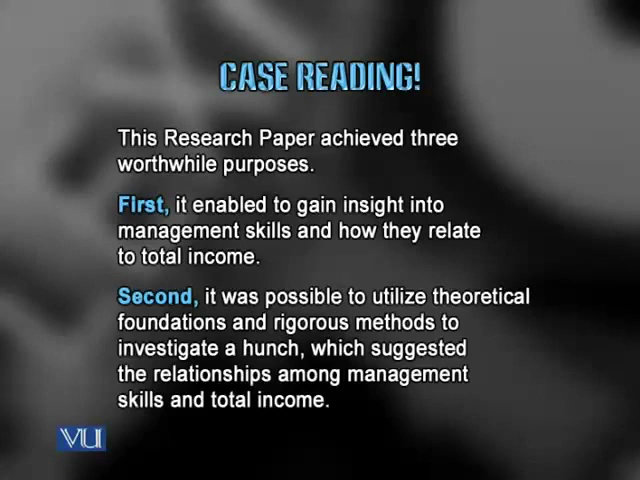 CASE READING!
This Research Paper achieved three
worthwhile purposes.
First, it enabled to gain insight into
management skills and how they relate
to total income.
Second, it was possible to utilize theoretical
foundations and rigorous methods to
investigate a hunch, which suggested
the relationships among management
skills and total income.
VU